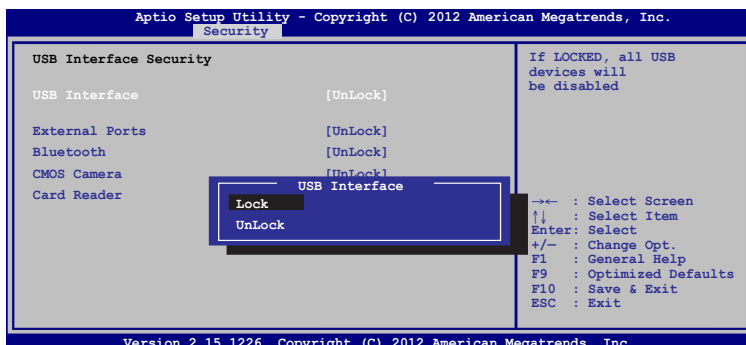 Aptio Setup Utility - Copyright (C) 2012 American Megatrends, Inc.
Security
USB Interface Security
USB Interface [UnLock]
External Ports [UnLock]
Bluetooth [UnLock]
CMOS Camera [UnLock]
Card Reader
USB Interface
Lock
UnLock
If LOCKED, all USB
devices will
be disabled
→← : Select Screen
↑↓ : Select Item
Enter: Select
+/— : Change Opt.
F1 : General Help
F9 : Optimized Defaults
F10 : Save & Exit
ESC : Exit
Version 2.15.1226. Copyright (C) 2012 American Megatrends, Inc.